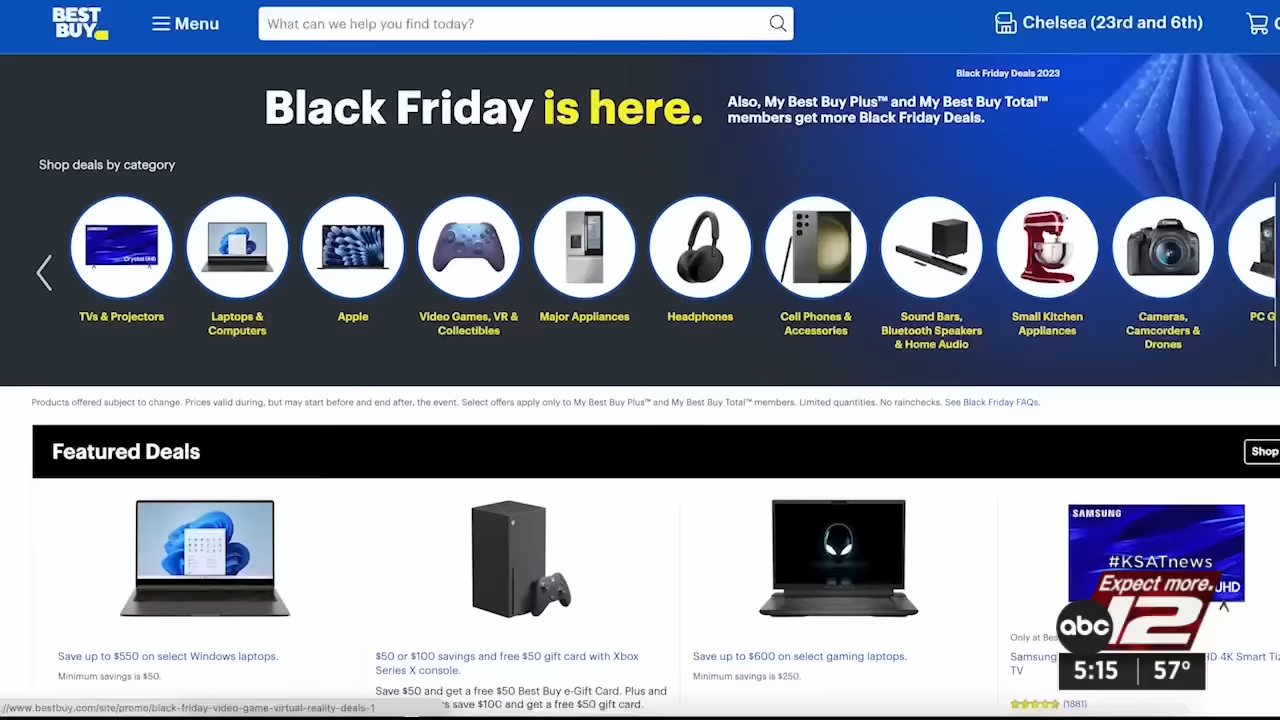 BEST
BUY
Menu
What can we help you find today?
Chelsea (23rd and 6th)
Black Friday is here.
Black Friday Deals 2023
Also, My Best Buy Plus™ and My Best Buy Total™
members get more Black Friday Deals.
Shop deals by category
SAMSUNG
Crystal UHD
TVs & Projectors
Laptops &
Computers
Apple
Video Games, VR &
Collectibles
Major Appliances
Headphones
Cell Phones &
Accessories
Sound Bars,
Bluetooth Speakers
& Home Audio
Small Kitchen
Appliances
Cameras,
Camcorders &
Drones
PC G
Products offered subject to change. Prices valid during, but may start before and end after, the event. Select offers apply only to My Best Buy Plus™ and My Best Buy Total™ members. Limited quantities. No rainchecks. See Black Friday FAQs.
Featured Deals
Shop
Save up to $550 on select Windows laptops.
Minimum savings is $50.
$50 or $100 savings and free $50 gift card with Xbox
Series X console.
Save $50 and get a free $50 Best Buy e-Gift Card. Plus and
rs save $100 and get a free $50 gift card.
Save up to $600 on select gaming laptops.
Minimum savings is $250.
SAMSUNG
UHD
Only at Bes
Samsung
HD 4K Smart Tiz
TV
(1881)
#KSATnews
Expect more.
abc 12
5:15 57°
://www.bestbuy.com/site/promo/black-friday-video-game-virtual-reality-deals-1